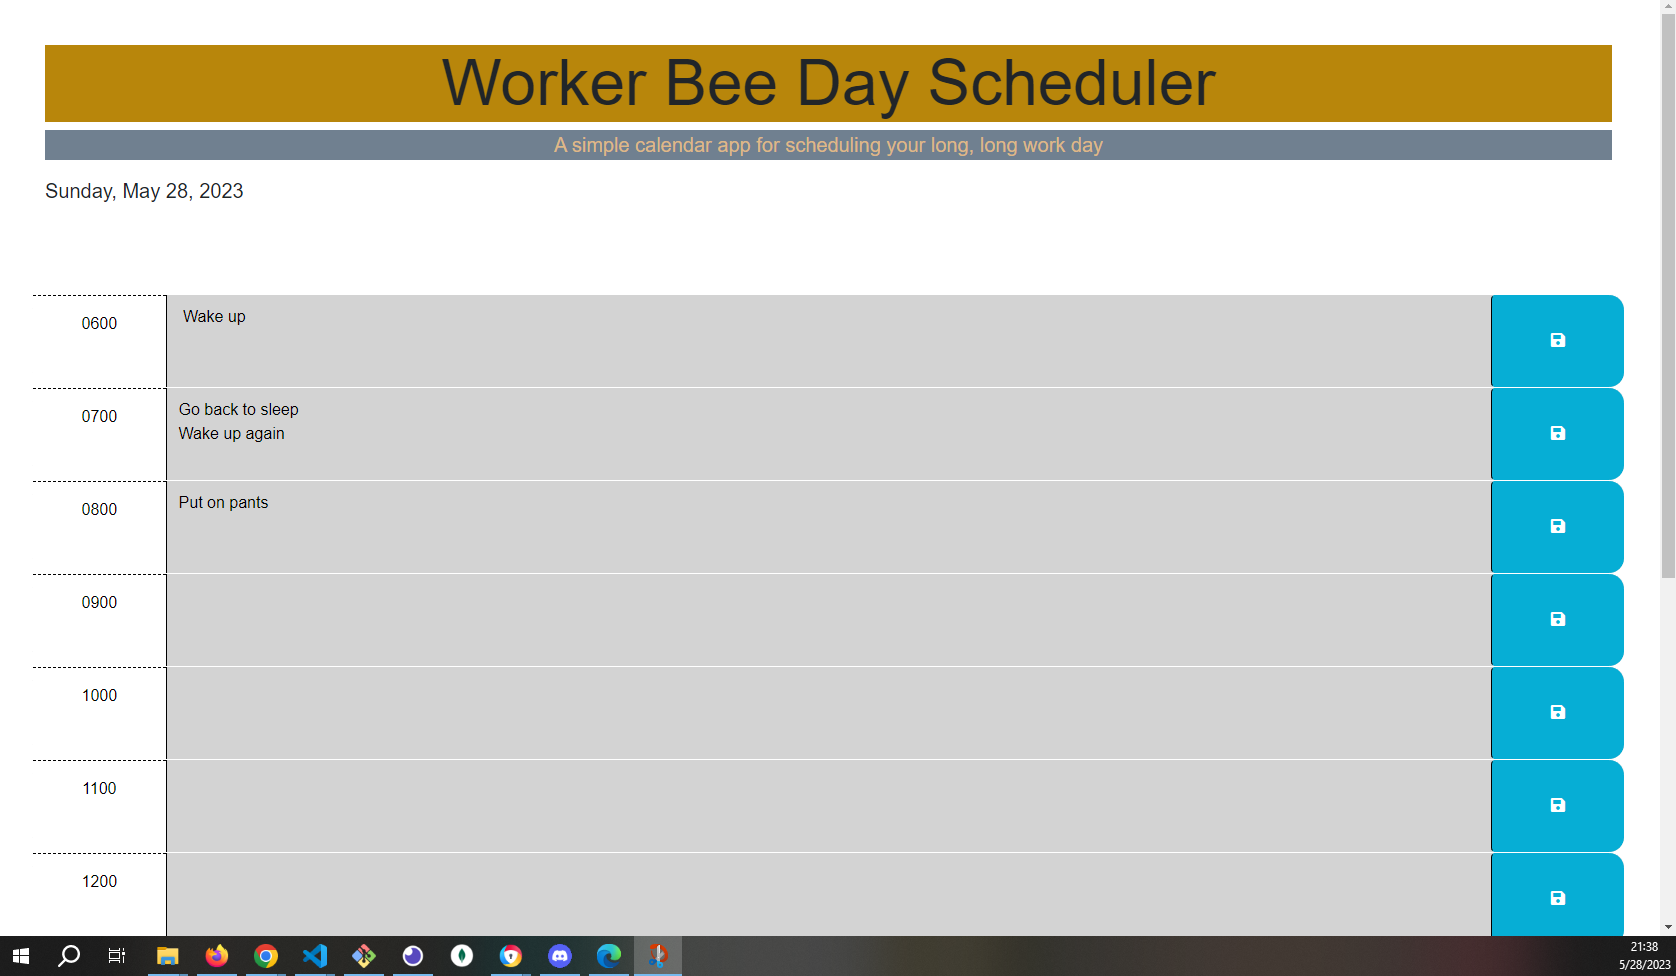 Worker Bee Day Scheduler
A simple calendar app for scheduling your long, long work day
Sunday, May 28, 2023
0600
Wake up
0700
Go back to sleep
Wake up again
0800
Put on pants
0900
1000
1100
1200
21:38
5/28/2023